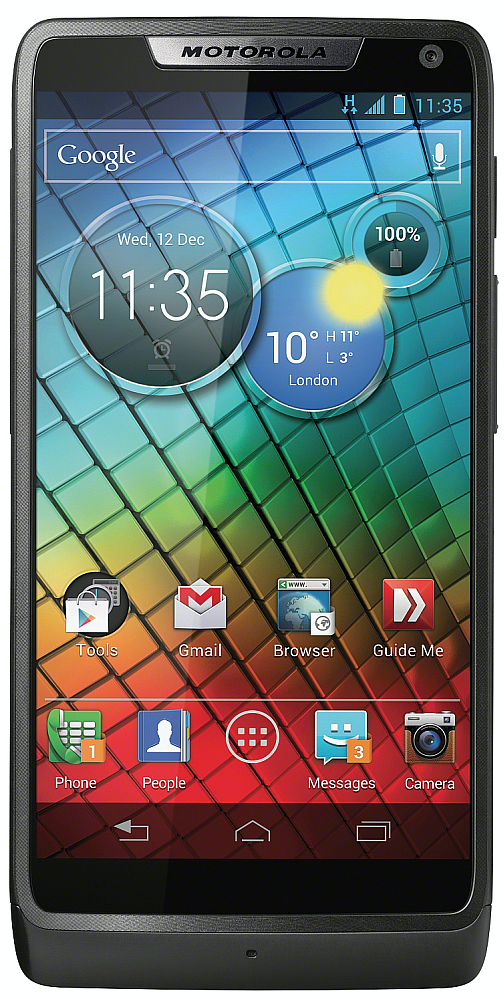 MOTOROLA
H 11:35
Google
Wed, 12 Dec
100%
11:35
10° H 11°
L 3°
London
www.
Tools Gmail Browser Guide Me
1 3
Phone People Messages Camera